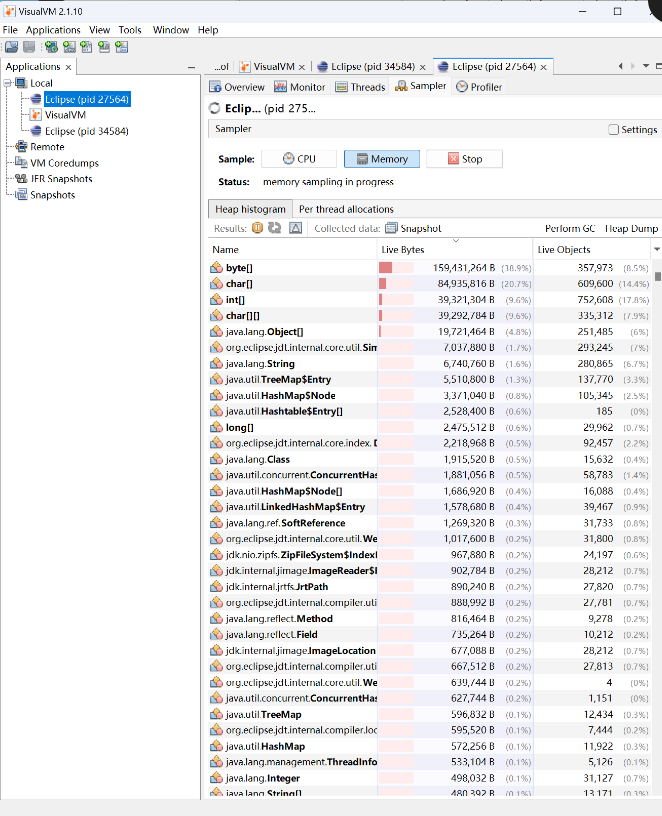 VisualVM 2.1.10
File Applications View Tools Window Help
Applications
Local
Eclipse (pid 27564)
VisualVM
Eclipse (pid 34584)
Remote
VM Coredumps
JFR Snapshots
Snapshots
...of VisualVM Eclipse (pid 34584) Eclipse (pid 27564)
Overview Monitor Threads Sampler Profiler
Eclip... (pid 275...
Sampler Settings
Sample: CPU Memory Stop
Status: memory sampling in progress
Heap histogram Per thread allocations
Results: Collected data: Snapshot Perform GC Heap Dump
Name Live Bytes Live Objects
byte[] 159,431,264 B (38.9%) 357,973 (8.5%)
char[] 84,935,816 B (20.7%) 609,600 (14.4%)
int[] 39,321,304 B (9.6%) 752,608 (17.8%)
char[][] 39,292,784 B (9.6%) 335,312 (7.9%)
java.lang.Object[] 19,721,464 B (4.8%) 251,485 (6%)
org.eclipse.jdt.internal.core.util.Sim 7,037,880 B (1.7%) 293,245 (7%)
java.lang.String 6,740,760 B (1.6%) 280,865 (6.7%)
java.util.TreeMap$Entry 5,510,800 B (1.3%) 137,770 (3.3%)
java.util.HashMap$Node 3,371,040 B (0.8%) 105,345 (2.5%)
java.util.Hashtable$Entry[] 2,528,400 B (0.6%) 185 (0%)
long[] 2,475,512 B (0.6%) 29,962 (0.7%)
org.eclipse.jdt.internal.core.index. 2,218,968 B (0.5%) 92,457 (2.2%)
java.lang.Class 1,915,520 B (0.5%) 15,632 (0.4%)
java.util.concurrent.ConcurrentHas 1,881,056 B (0.5%) 58,783 (1.4%)
java.util.HashMap$Node[] 1,686,920 B (0.4%) 16,088 (0.4%)
java.util.LinkedHashMap$Entry 1,578,680 B (0.4%) 39,467 (0.9%)
java.lang.ref.SoftReference 1,269,320 B (0.3%) 31,733 (0.8%)
org.eclipse.jdt.internal.core.util.We 1,017,600 B (0.2%) 31,800 (0.8%)
jdk.nio.zipfs.ZipFileSystem$Index 967,880 B (0.2%) 24,197 (0.6%)
jdk.internal.jimage.ImageReader$ 902,784 B (0.2%) 28,212 (0.7%)
jdk.internal.jrtfs.JrtPath 890,240 B (0.2%) 27,820 (0.7%)
org.eclipse.jdt.internal.compiler.uti 888,992 B (0.2%) 27,781 (0.7%)
java.lang.reflect.Method 816,464 B (0.2%) 9,278 (0.2%)
java.lang.reflect.Field 735,264 B (0.2%) 10,212 (0.2%)
jdk.internal.jimage.ImageLocation 677,088 B (0.2%) 28,212 (0.7%)
org.eclipse.jdt.internal.compiler.uti 667,512 B (0.2%) 27,813 (0.7%)
org.eclipse.jdt.internal.core.util.We 639,744 B (0.2%) 4 (0%)
java.util.concurrent.ConcurrentHas 627,744 B (0.2%) 1,151 (0%)
java.util.TreeMap 596,832 B (0.1%) 12,434 (0.3%)
org.eclipse.jdt.internal.compiler.loo 595,520 B (0.1%) 7,444 (0.2%)
java.util.HashMap 572,256 B (0.1%) 11,922 (0.3%)
java.lang.management.ThreadInfo 533,104 B (0.1%) 5,126 (0.1%)
java.lang.Integer 498,032 B (0.1%) 31,127 (0.7%)
java.lang.String[] 480,392 B (0.1%) 13,171 (0.3%)